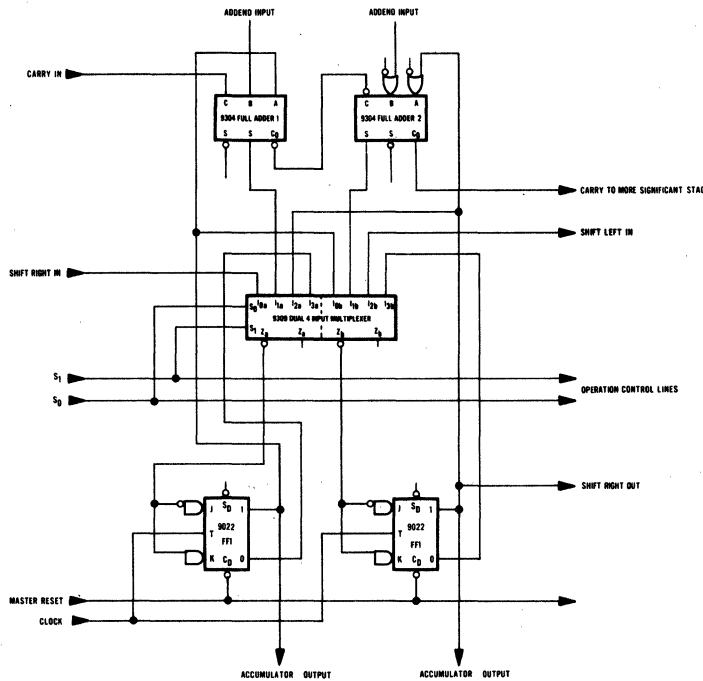 ADDEND INPUT ADDEND INPUT
CARRY IN
C B A
9304 FULL ADDER 1
S S C0
C B A
9304 FULL ADDER 2
S S C0
CARRY TO MORE SIGNIFICANT STAG
SHIFT LEFT IN
SHIFT RIGHT IN
S0 I0a I1a I2a I3a I0b I1b I2b I3b
9309 DUAL 4 INPUT MULTIPLEXER
S1 Za Za Zb Zb
S1
OPERATION CONTROL LINES
S0
SHIFT RIGHT OUT
J SD 1
9022
T
FF1
K CD 0
J SD 1
9022
T
FF1
K CD 0
MASTER RESET
CLOCK
ACCUMULATOR OUTPUT ACCUMULATOR OUTPUT